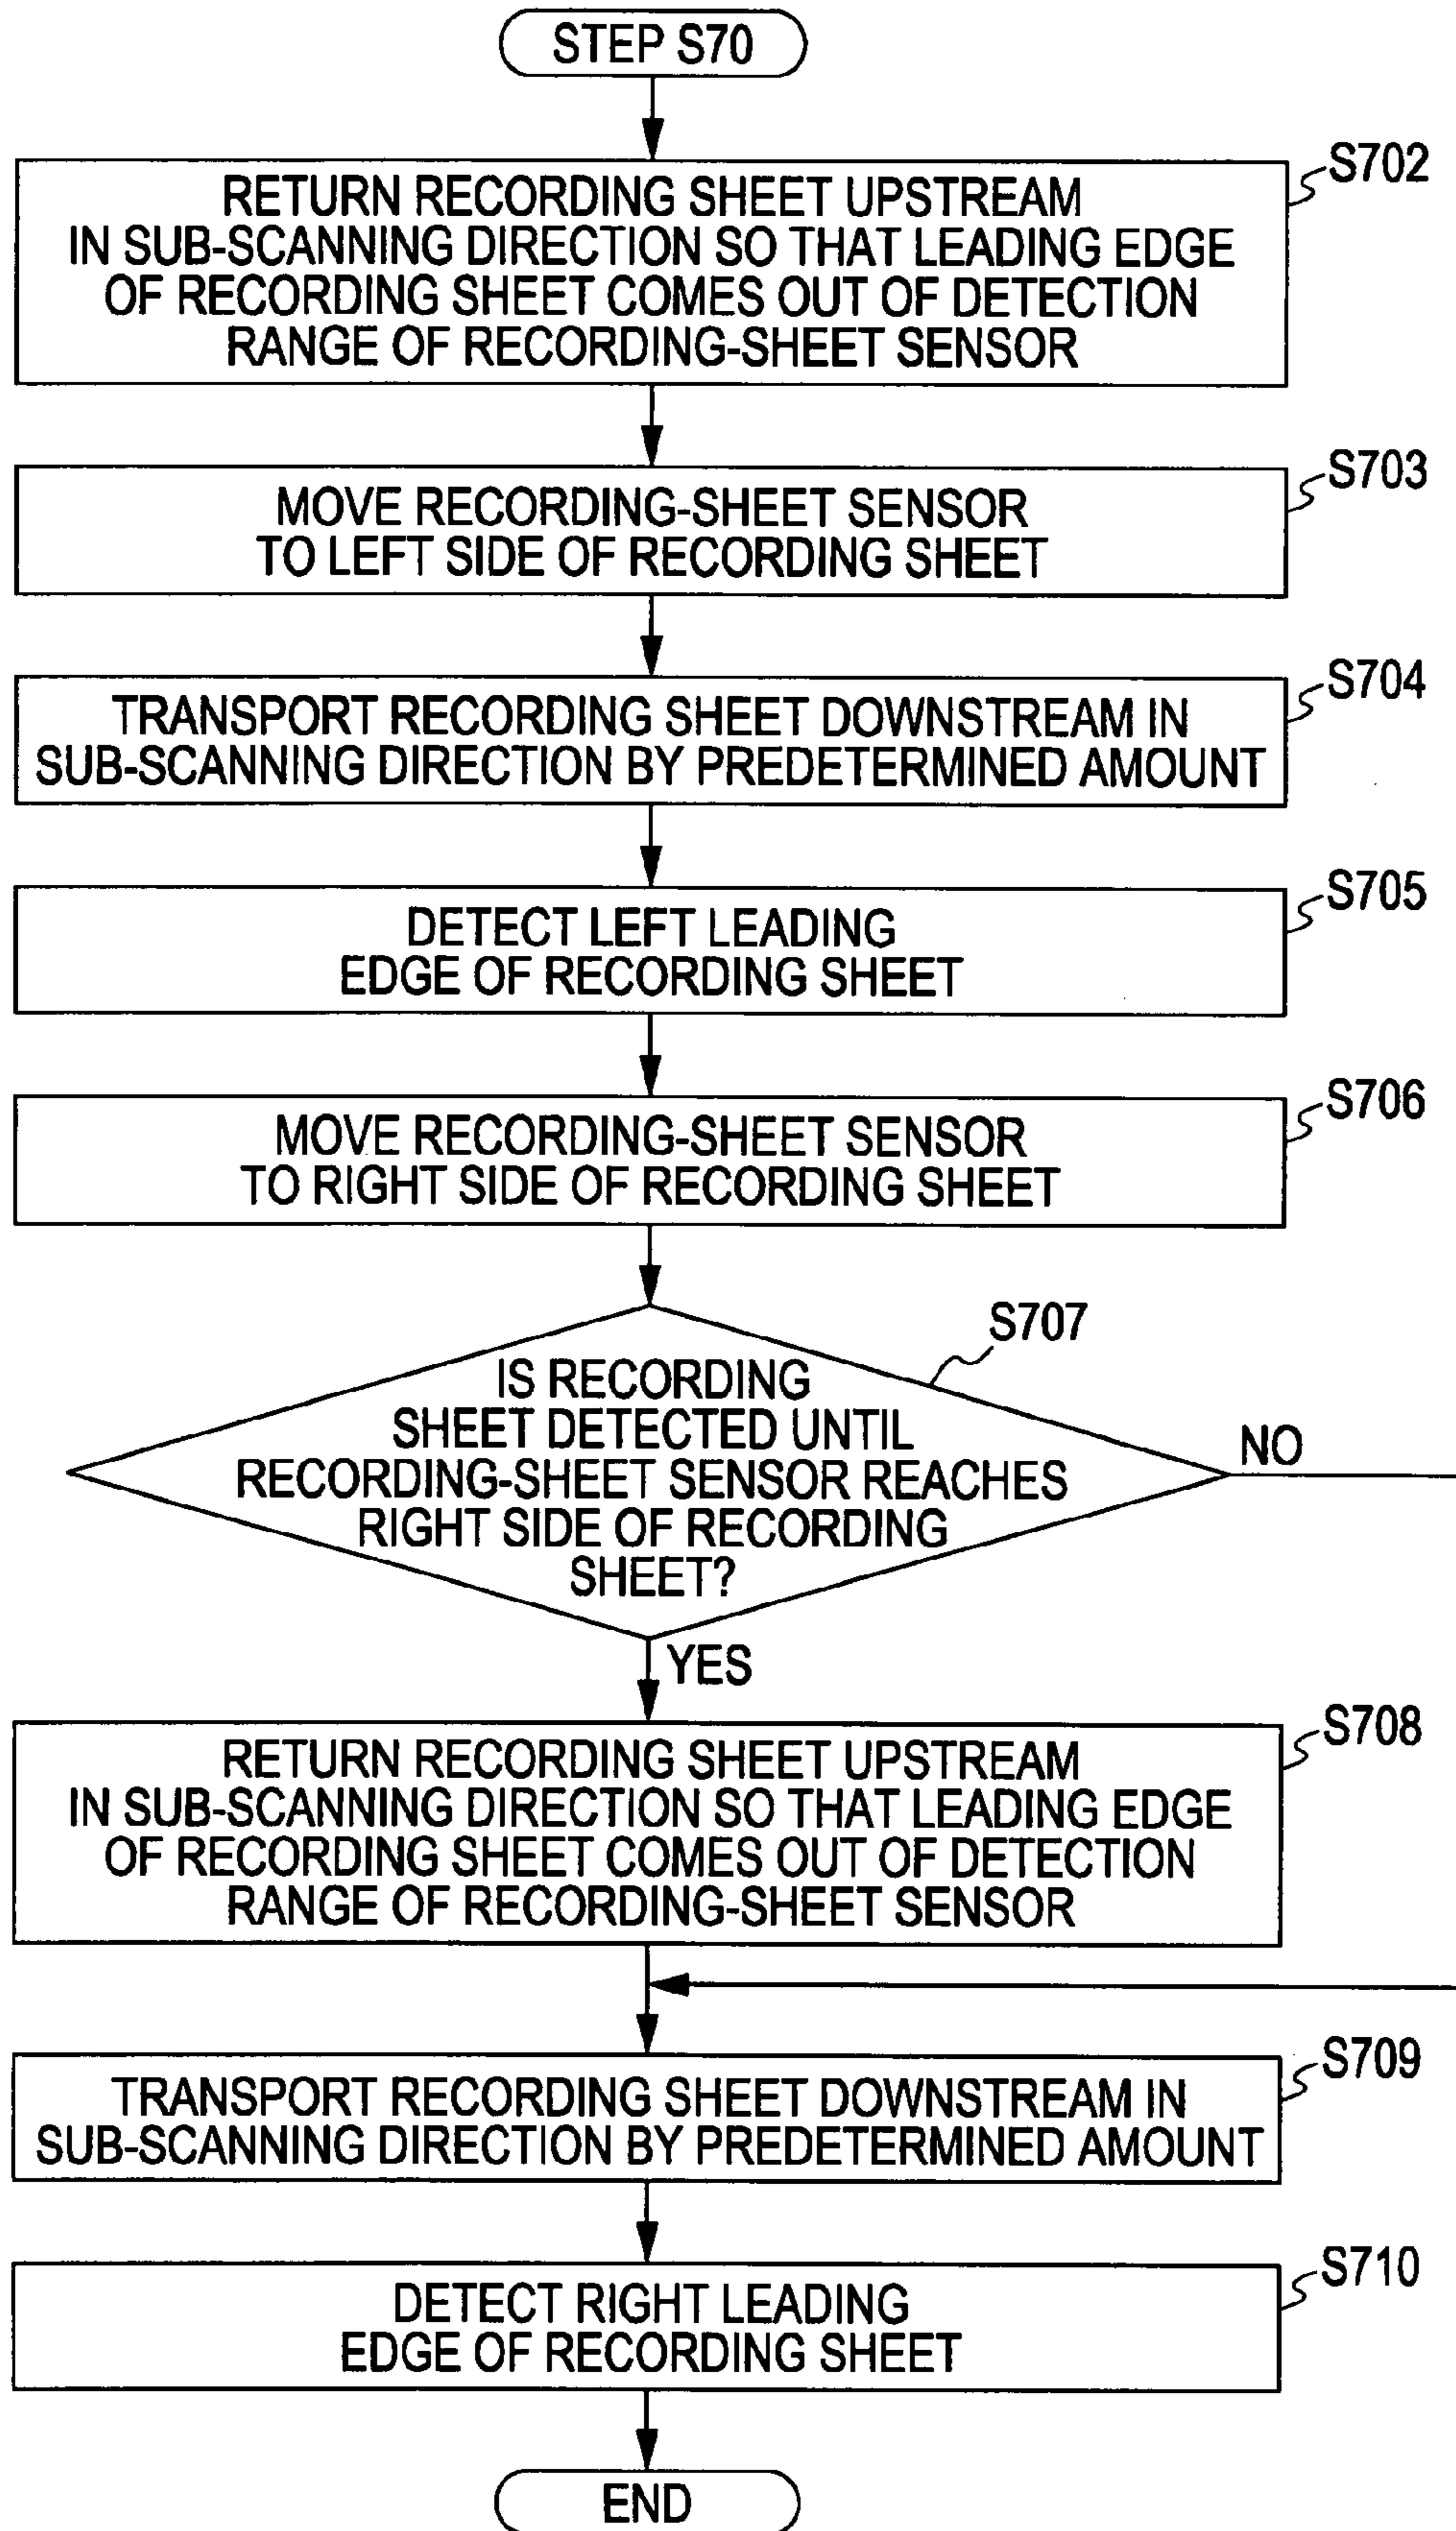 STEP S70
S702
RETURN RECORDING SHEET UPSTREAM
IN SUB-SCANNING DIRECTION SO THAT LEADING EDGE
OF RECORDING SHEET COMES OUT OF DETECTION
RANGE OF RECORDING-SHEET SENSOR
S703
MOVE RECORDING-SHEET SENSOR
TO LEFT SIDE OF RECORDING SHEET
S704
TRANSPORT RECORDING SHEET DOWNSTREAM IN
SUB-SCANNING DIRECTION BY PREDETERMINED AMOUNT
S705
DETECT LEFT LEADING
EDGE OF RECORDING SHEET
S706
MOVE RECORDING-SHEET SENSOR
TO RIGHT SIDE OF RECORDING SHEET
S707
IS RECORDING
SHEET DETECTED UNTIL
RECORDING-SHEET SENSOR REACHES
RIGHT SIDE OF RECORDING
SHEET?
NO
YES
S708
RETURN RECORDING SHEET UPSTREAM
IN SUB-SCANNING DIRECTION SO THAT LEADING EDGE
OF RECORDING SHEET COMES OUT OF DETECTION
RANGE OF RECORDING-SHEET SENSOR
S709
TRANSPORT RECORDING SHEET DOWNSTREAM IN
SUB-SCANNING DIRECTION BY PREDETERMINED AMOUNT
S710
DETECT RIGHT LEADING
EDGE OF RECORDING SHEET
END